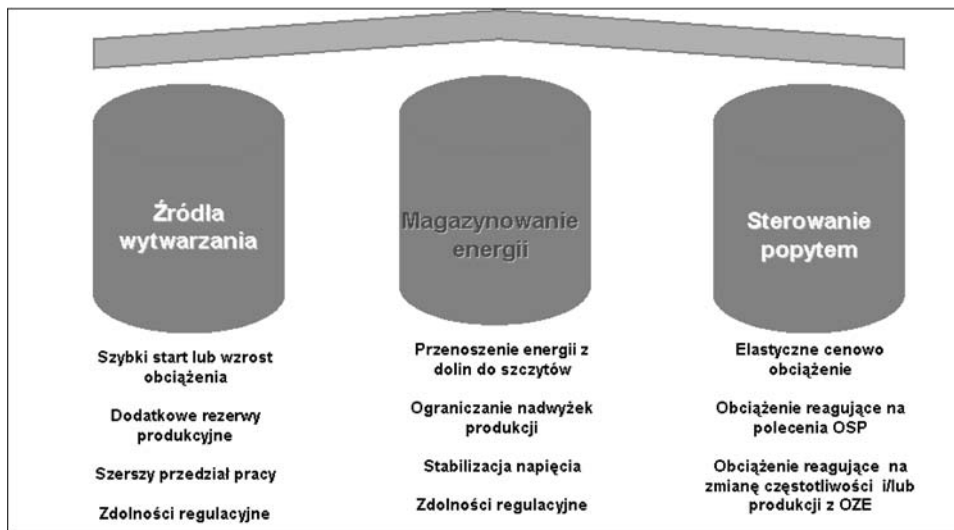 Źródła
wytwarzania
Szybki start lub wzrost
obciążenia
Dodatkowe rezerwy
produkcyjne
Szerszy przedział pracy
Zdolności regulacyjne
Magazynowanie
energii
Przenoszenie energii z
dolin do szczytów
Ograniczanie nadwyżek
produkcji
Stabilizacja napięcia
Zdolności regulacyjne
Sterowanie
popytem
Elastyczne cenowo
obciążenie
Obciążenie reagujące na
polecenia OSP
Obciążenie reagujące na
zmianę częstotliwości i/lub
produkcji z OZE